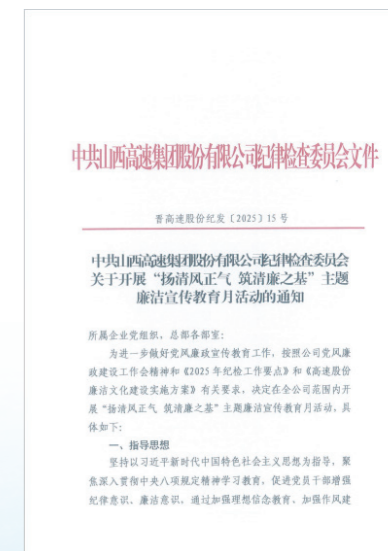 中共山西高速集团股份有限公司纪律检查委员会文件
晋高速股份纪发〔2025〕15号
中共山西高速集团股份有限公司纪律检查委员会
关于开展“扬清风正气 筑清廉之基”主题
廉洁宣传教育月活动的通知
所属企业党组织，总部各部室：
为进一步做好党风廉政宣传教育工作，按照公司党风廉
政建设工作会精神和《2025年纪检工作要点》和《高速股份
廉洁文化建设实施方案》有关要求，决定在全公司范围内开
展“扬清风正气 筑清廉之基”主题廉洁宣传教育月活动，具
体如下：
一、指导思想
坚持以习近平新时代中国特色社会主义思想为指导，聚
焦深入贯彻中央八项规定精神学习教育，促进党员干部增强
纪律意识、廉洁意识，通过加强理想信念教育、加强作风建